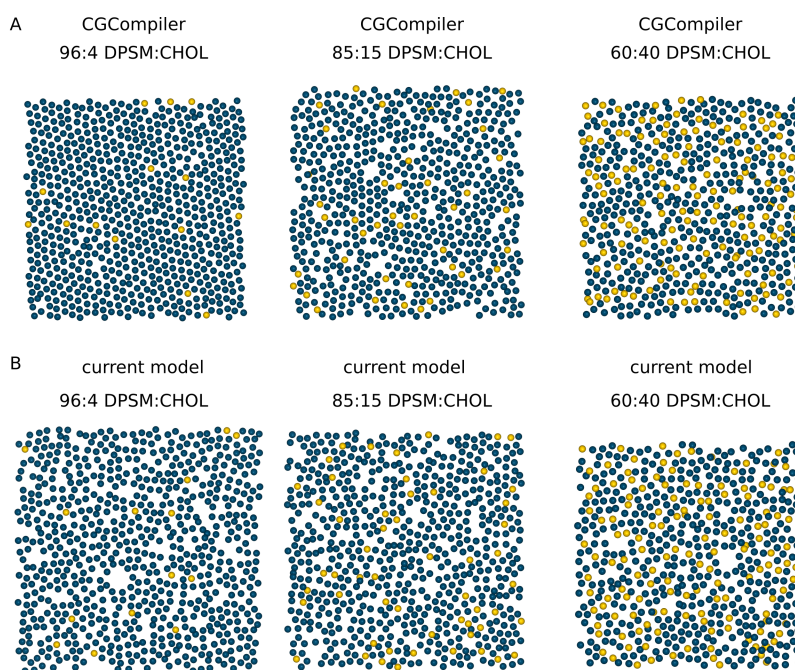 A
CGCompiler CGCompiler CGCompiler
96:4 DPSM:CHOL 85:15 DPSM:CHOL 60:40 DPSM:CHOL
B
current model current model current model
96:4 DPSM:CHOL 85:15 DPSM:CHOL 60:40 DPSM:CHOL